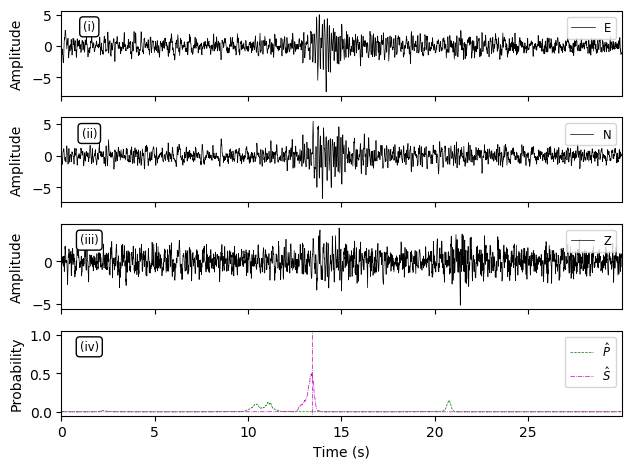 5
0
−5
Amplitude
(i)
E
5
0
−5
Amplitude
(ii)
N
0
−5
Amplitude
(iii)
Z
1.0
0.5
0.0
Probability
(iv)
P̂
Ŝ
0 5 10 15 20 25
Time (s)